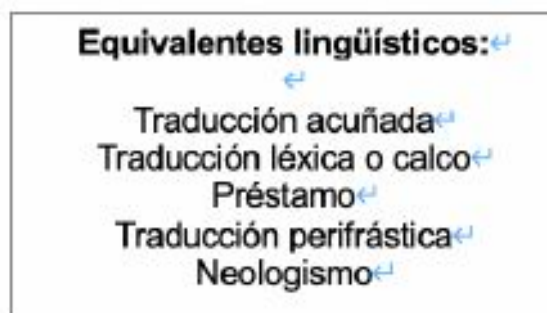 Equivalentes lingüísticos:
Traducción acuñada
Traducción léxica o calco
Préstamo
Traducción perifrástica
Neologismo